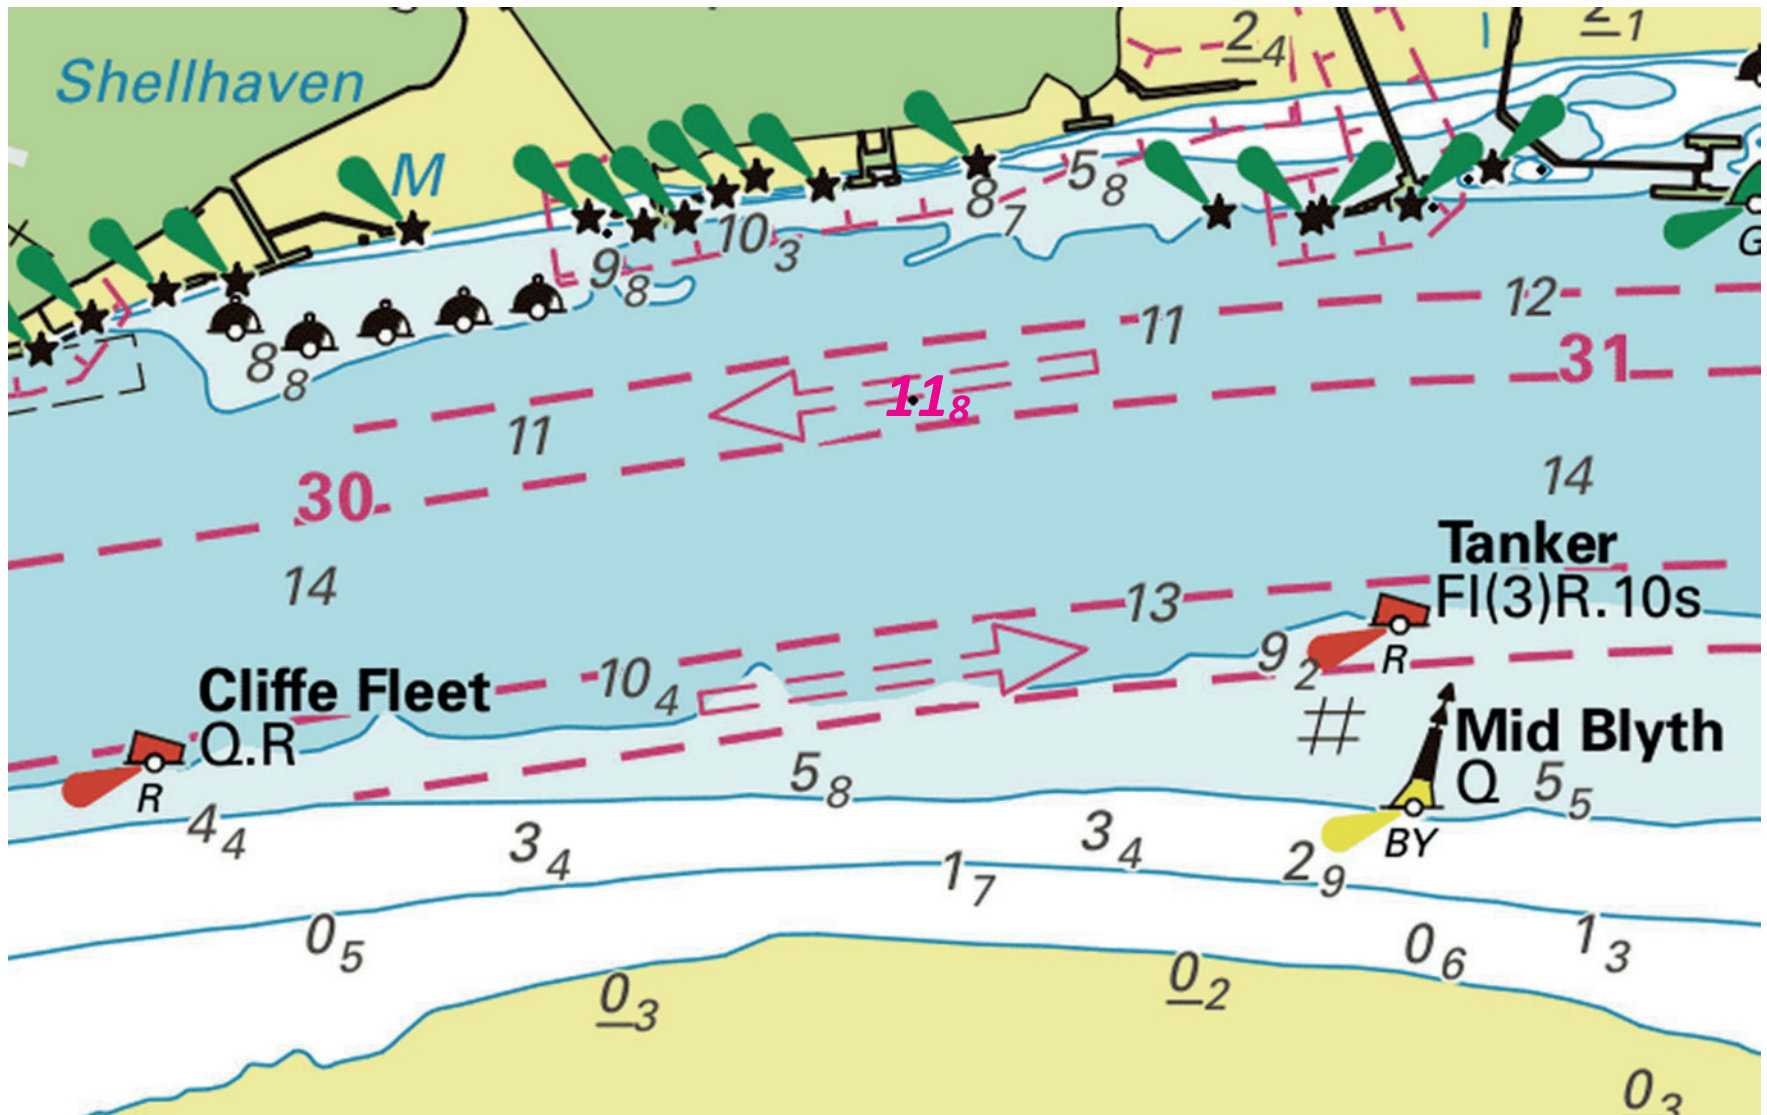 2₄
2₁
Shellhaven
M
5₈
8₇
10₃
9₈
G
12
11
31
8₈
11₈
11
30
14
14
Tanker
Fl(3)R.10s
13
9₂
R
10₄
Cliffe Fleet
Q.R
R
Mid Blyth
Q
5₅
BY
5₈
4₄
3₄
3₄
2₉
1₇
0₅
0₆
1₃
0₃
0₂
0₃